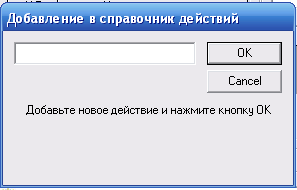 Добавление в справочник действий
OK
Cancel
Добавьте новое действие и нажмите кнопку OK